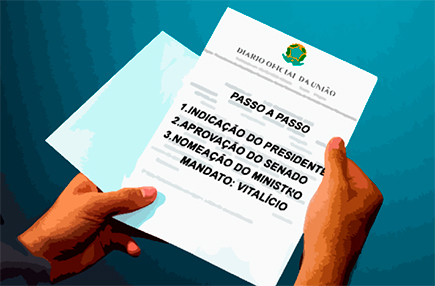 DIARIO OFICIAL DA UNIÃO
PASSO A PASSO
1.INDICAÇÃO DO PRESIDENTE
2.APROVAÇÃO DO SENADO
3.NOMEAÇÃO DO MINISTRO
MANDATO: VITALÍCIO